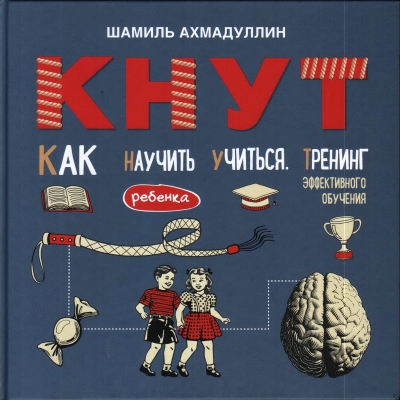 ШАМИЛЬ АХМАДУЛЛИН
КНУТ
КАК НАУЧИТЬ УЧИТЬСЯ. ТРЕНИНГ
ребенка
ЭФФЕКТИВНОГО
ОБУЧЕНИЯ